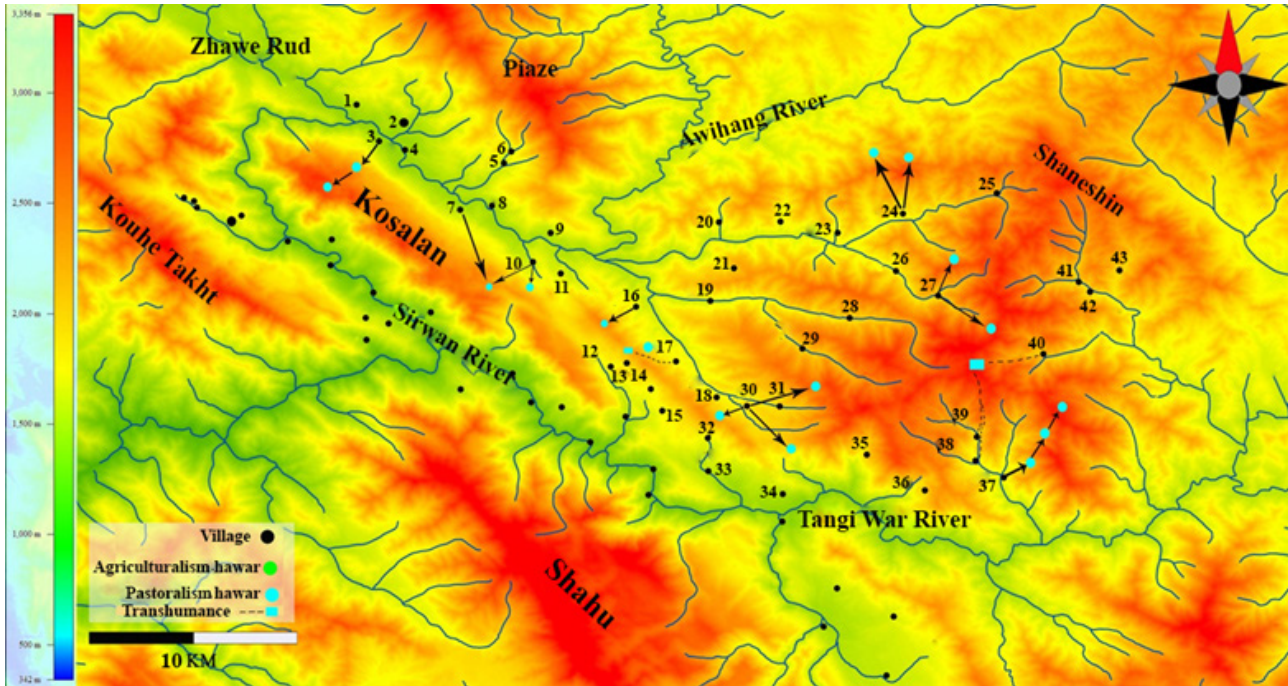 3,356 m
3,000 m
2,500 m
2,000 m
1,500 m
1,000 m
500 m
342 m
Zhawe Rud
Piaze
Awihang River
Shaneshin
Kosalan
Kouhe Takht
Sirwan River
Shahu
Tangi War River
1
2
3
4
5
6
7
8
9
10
11
12
13
14
15
16
17
18
19
20
21
22
23
24
25
26
27
28
29
30
31
32
33
34
35
36
37
38
39
40
41
42
43
Village
Agriculturalism hawar
Pastoralism hawar
Transhumance
10 KM